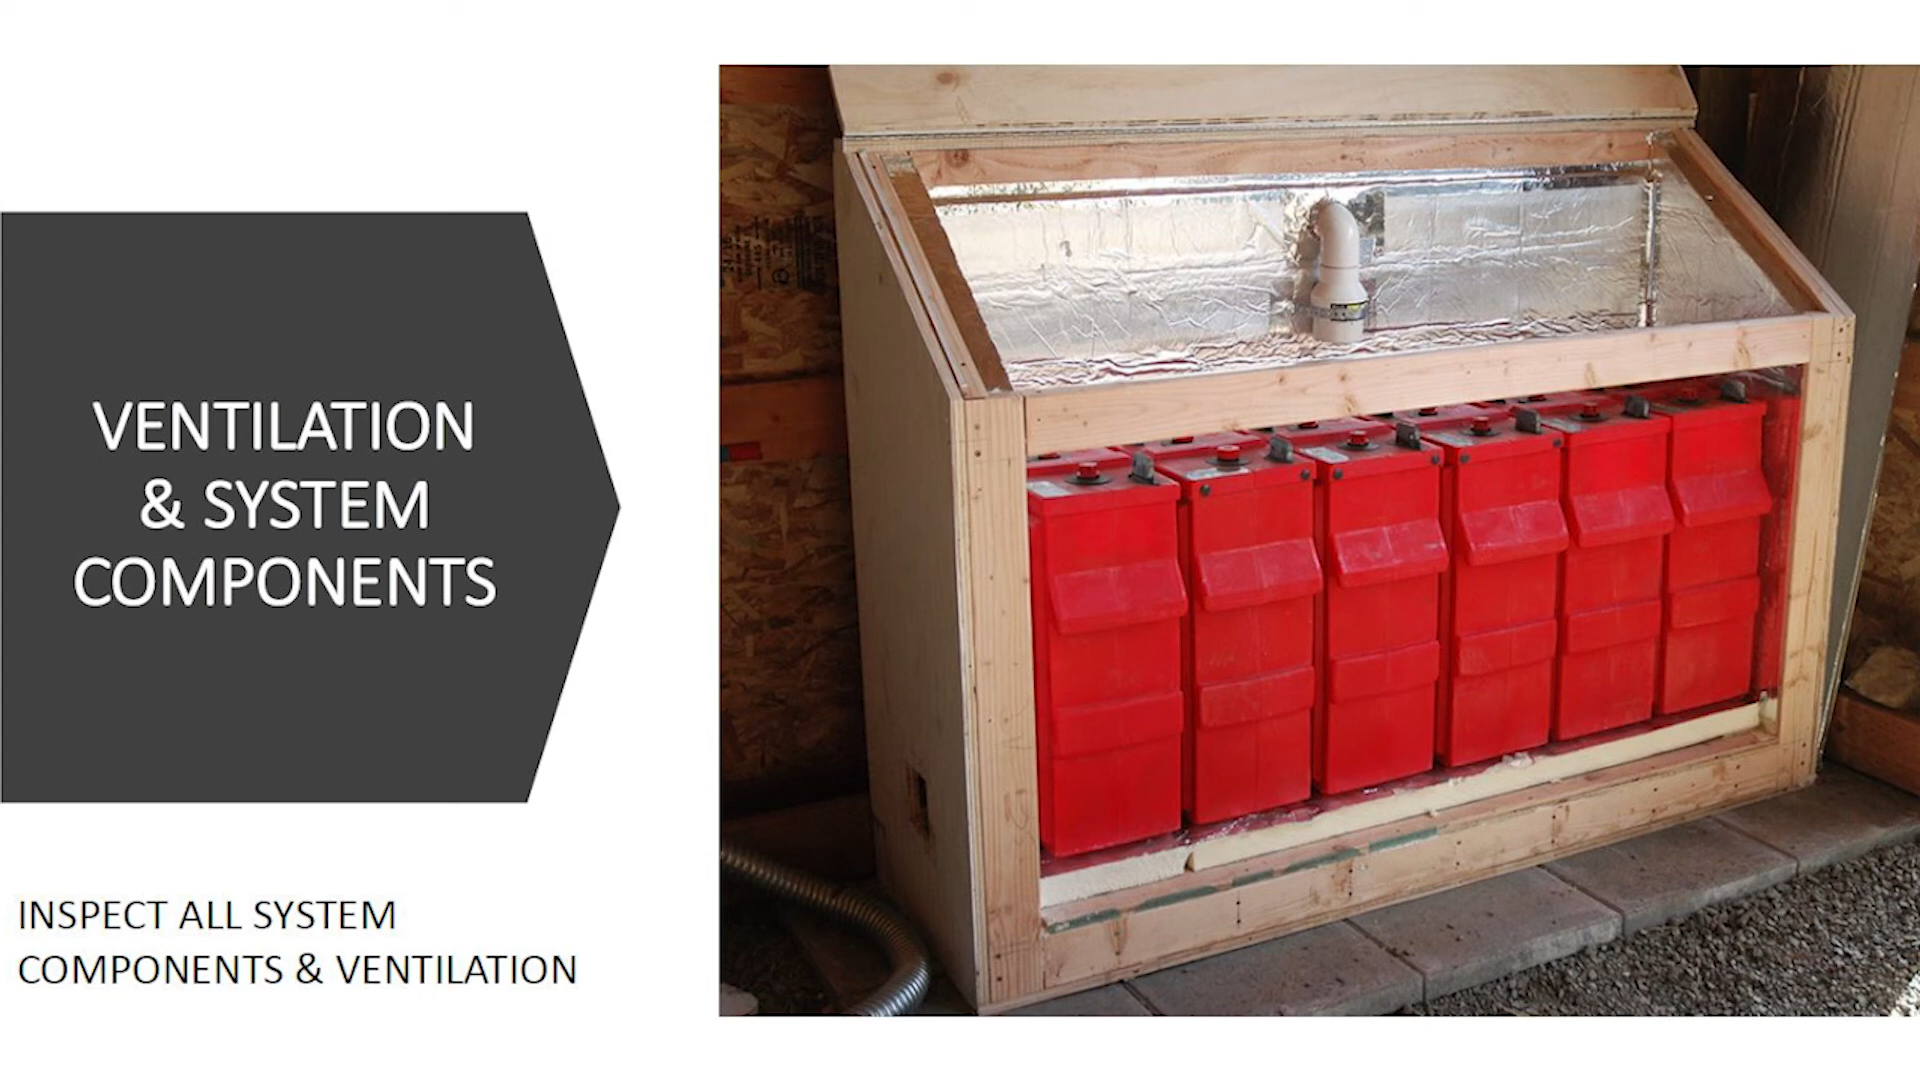 VENTILATION
& SYSTEM
COMPONENTS
INSPECT ALL SYSTEM
COMPONENTS & VENTILATION